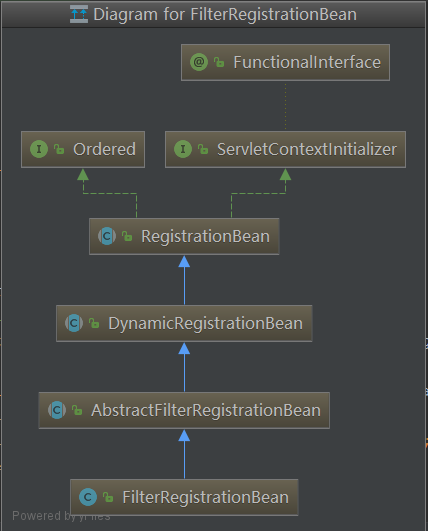 Diagram for FilterRegistrationBean
@ FunctionalInterface
I Ordered
I ServletContextInitializer
C RegistrationBean
C DynamicRegistrationBean
C AbstractFilterRegistrationBean
C FilterRegistrationBean
Powered by yFiles